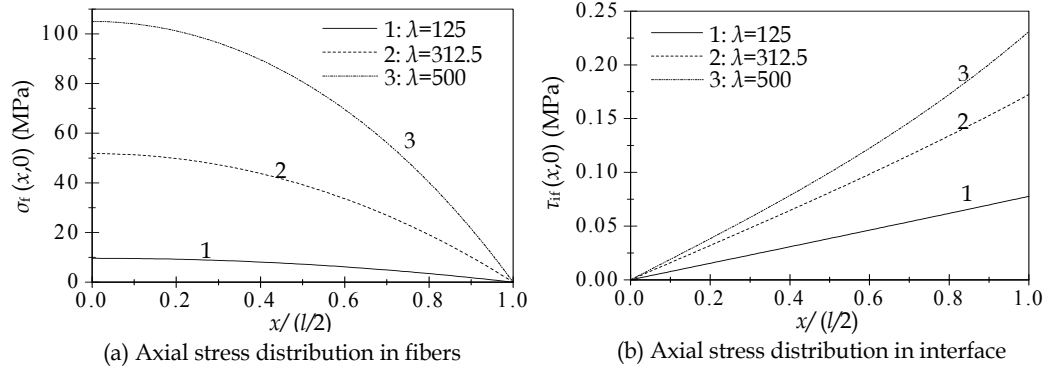 100
80
60
40
20
0
σf (x,0) (MPa)
1: λ=125
2: λ=312.5
3: λ=500
3
2
1
0.0 0.2 0.4 0.6 0.8 1.0
x/ (l/2)
(a) Axial stress distribution in fibers
0.25
0.20
0.15
0.10
0.05
0.00
τif (x,0) (MPa)
1: λ=125
2: λ=312.5
3: λ=500
3
2
1
0.0 0.2 0.4 0.6 0.8 1.0
x/ (l/2)
(b) Axial stress distribution in interface